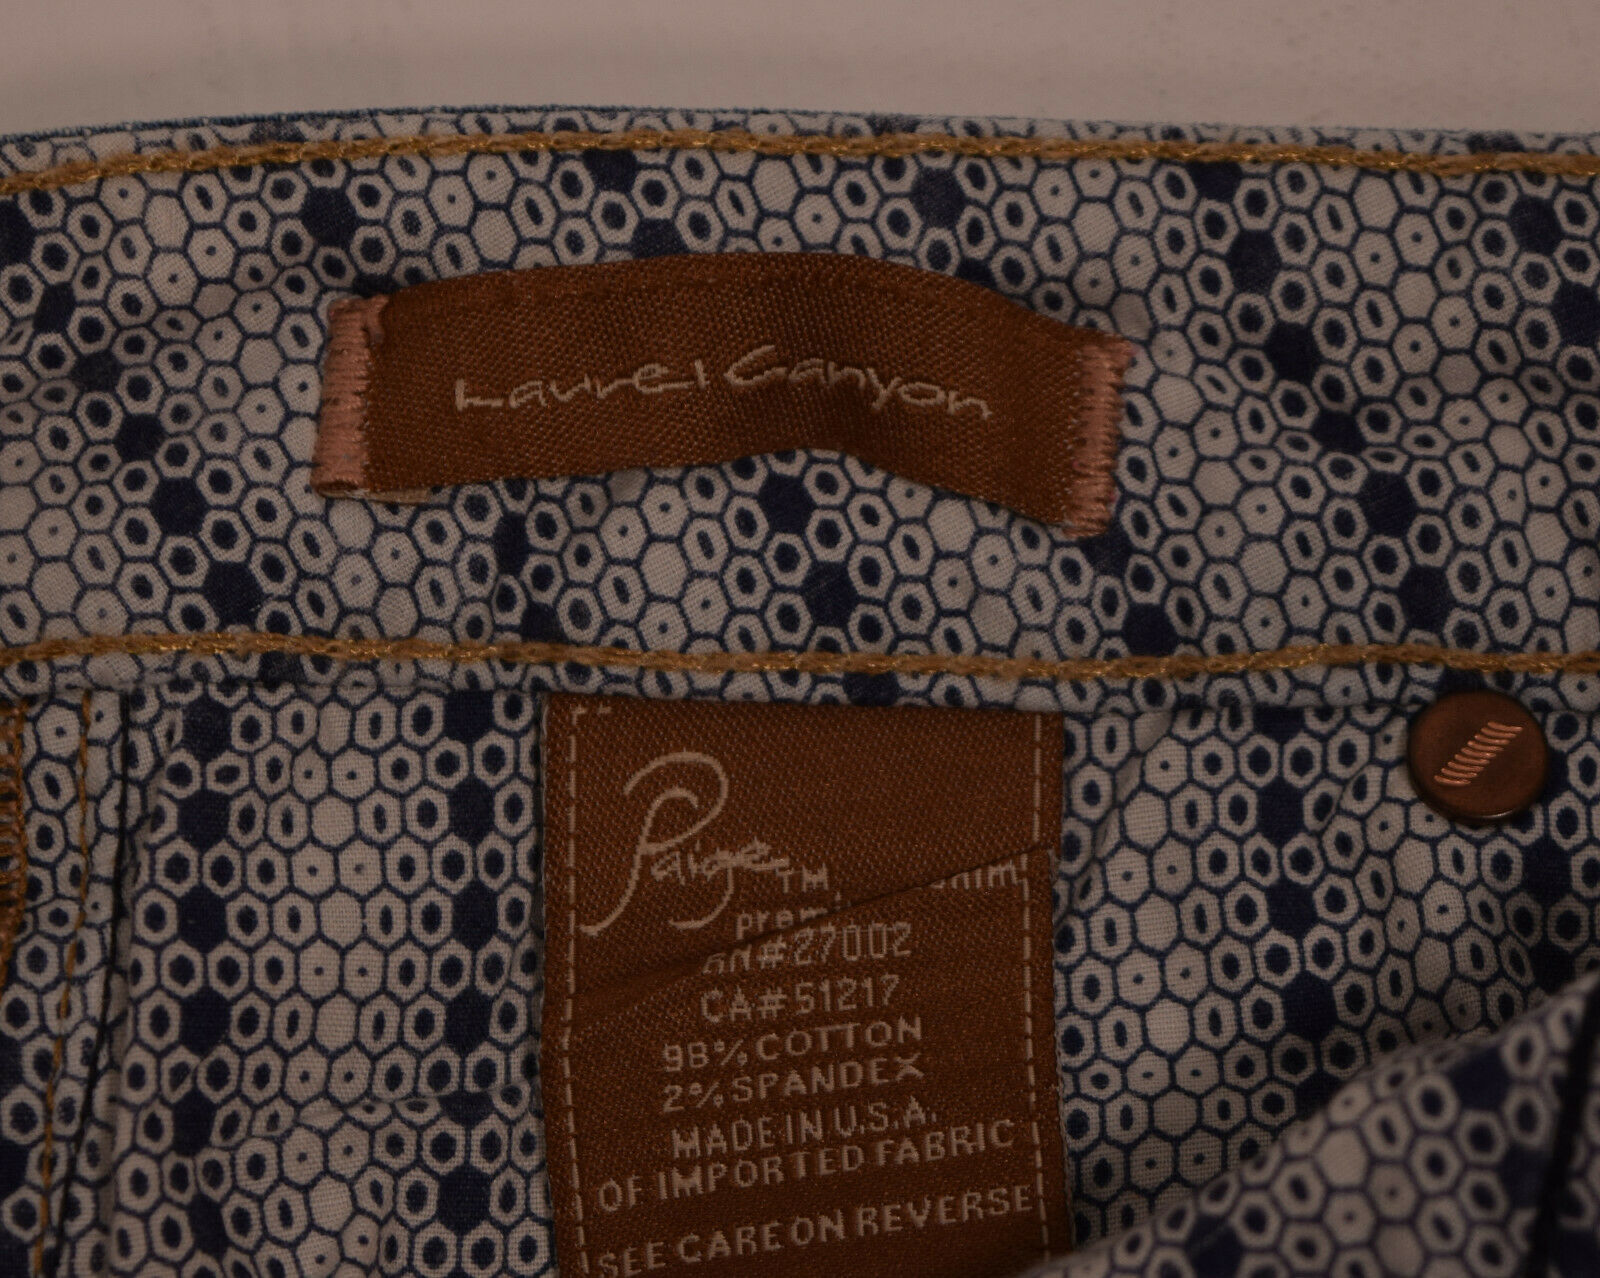 Laurel Canyon
Paige TM
#27002
CA#51217
98% COTTON
2% SPANDEX
MADE IN U.S.A.
OF IMPORTED FABRIC
SEE CARE ON REVERSE